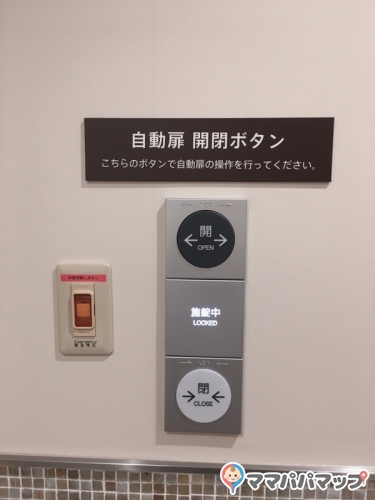 自動扉 開閉ボタン
こちらのボタンで自動扉の操作を行ってください。
開
OPEN
施錠中
LOCKED
閉
CLOSE
ママパパマップ